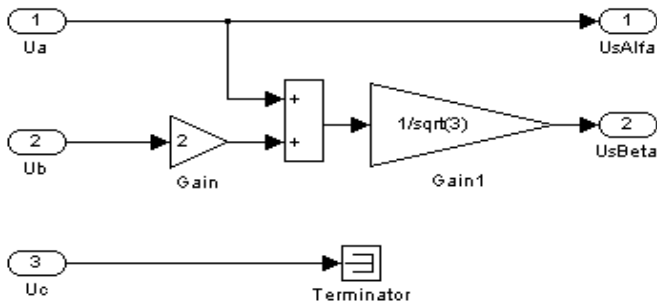 1
Ua
1
UsAlfa
+
+
2
Ub
2
Gain
1/sqrt(3)
Gain1
2
UsBeta
3
Uc
Terminator